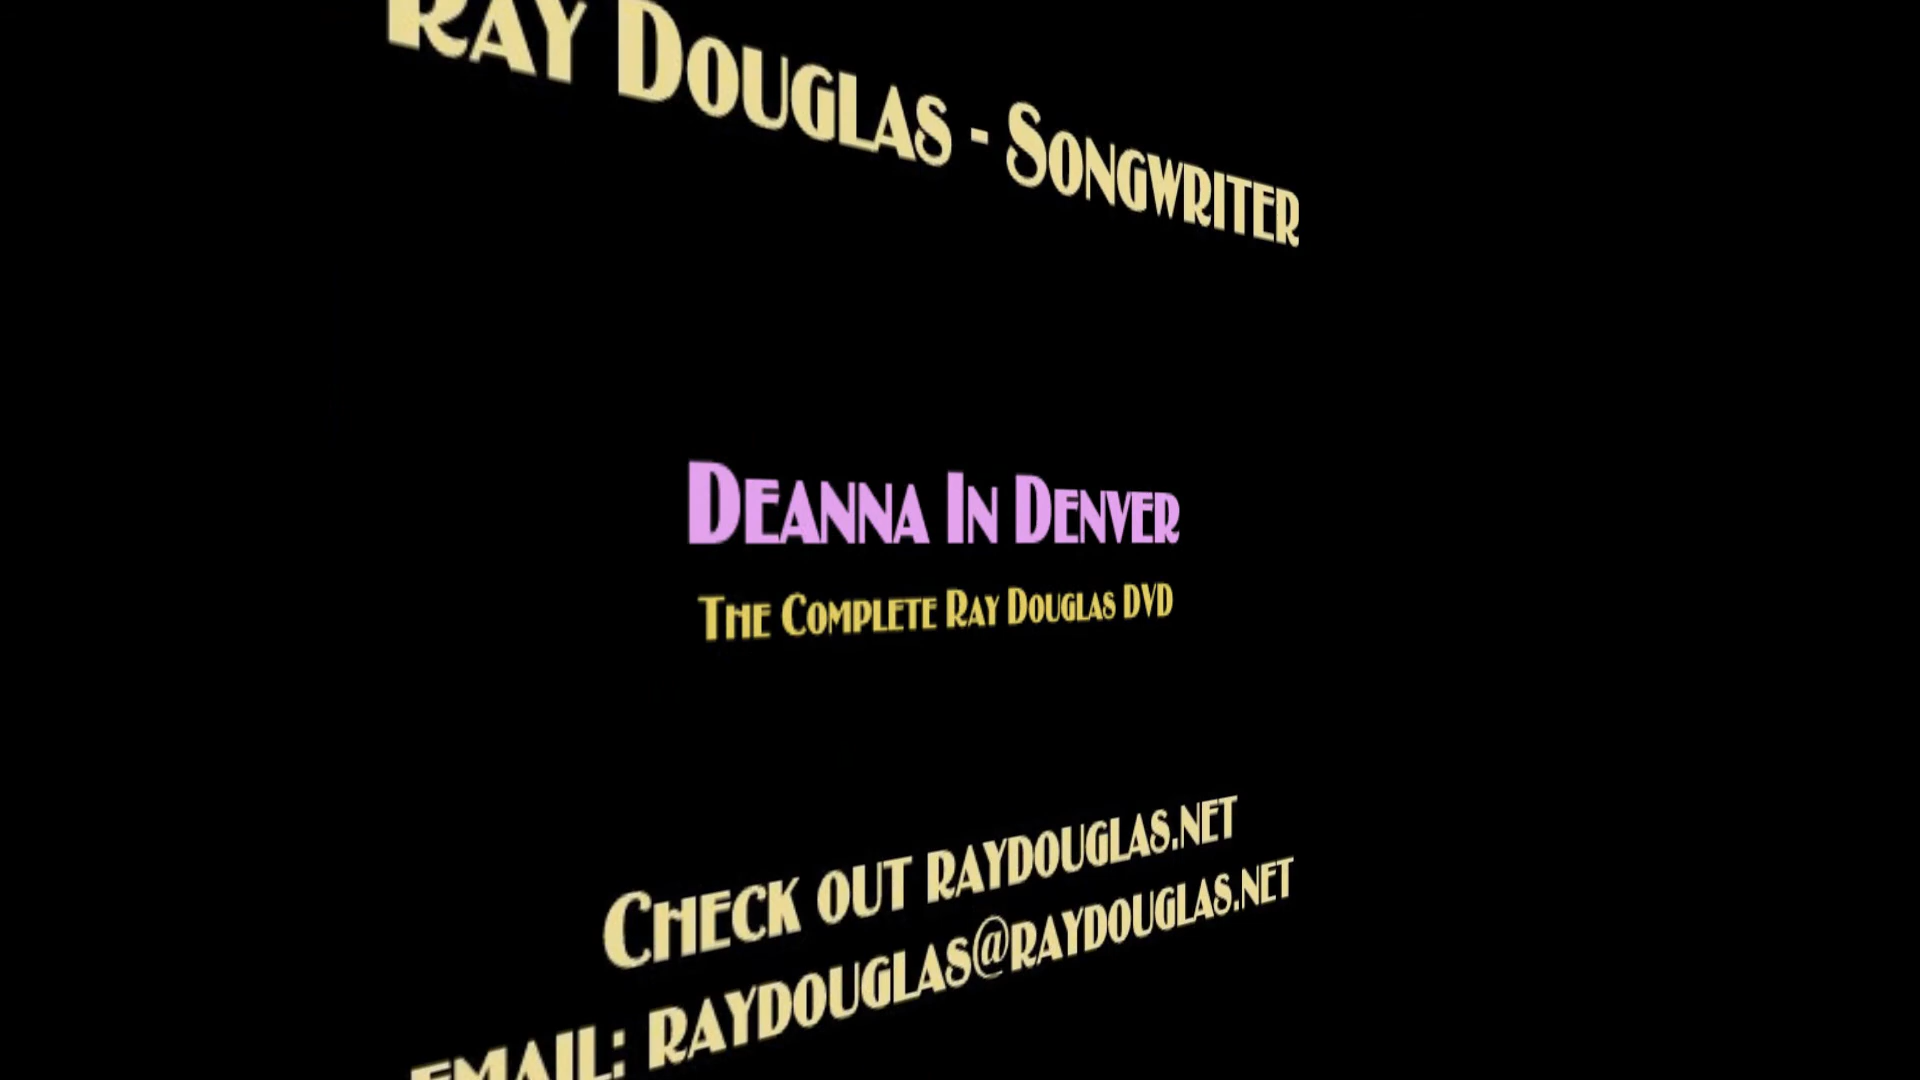 Ray Douglas - Songwriter
Deanna In Denver
The Complete Ray Douglas DVD
Check out raydouglas.net
email: raydouglas@raydouglas.net